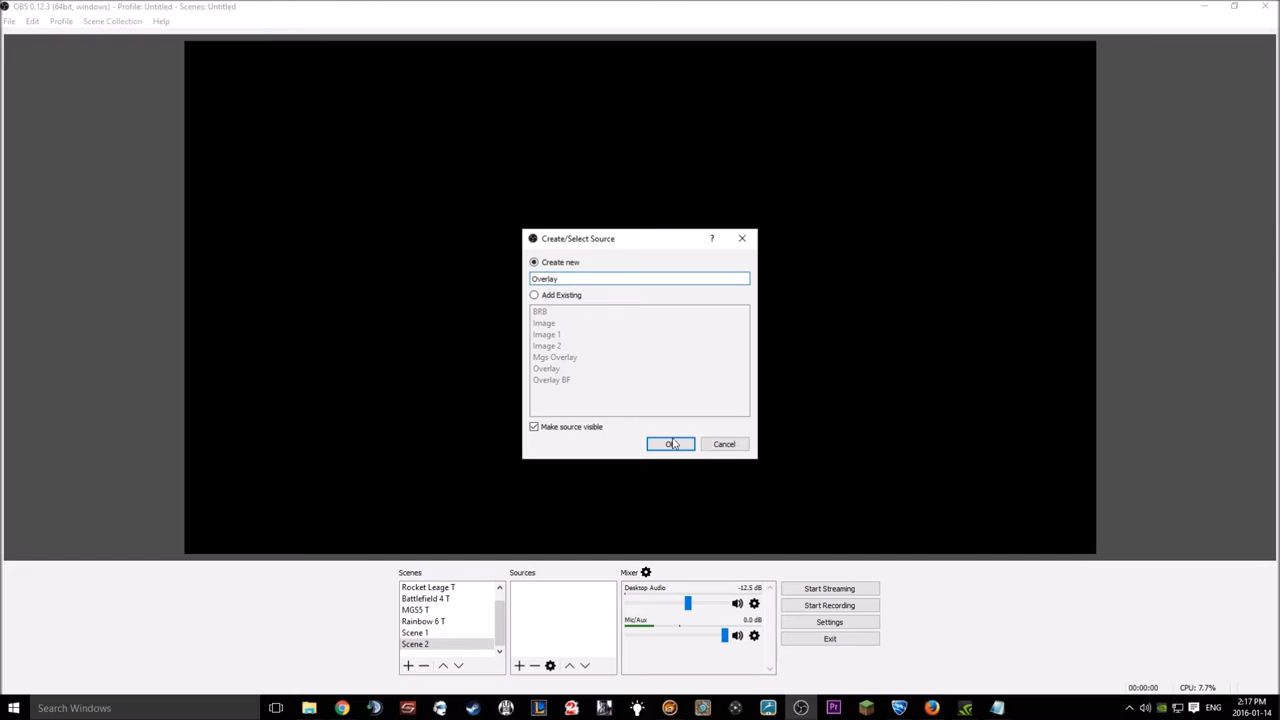 OBS 0.12.3 (64bit, windows) - Profile: Untitled - Scenes: Untitled
File Edit Profile Scene Collection Help
Create/Select Source
?
Create new
Overlay
Add Existing
BRB
Image
Image 1
Image 2
Mgs Overlay
Overlay
Overlay BF
Make source visible
Cancel
Scenes
Rocket Leage T
Battlefield 4 T
MGS5 T
Rainbow 6 T
Scene 1
Scene 2
Sources
Mixer
Desktop Audio -12.5 dB
Mic/Aux 0.0 dB
Start Streaming
Start Recording
Settings
Exit
00:00:00 CPU: 7.7%
Search Windows
Pr
ENG
2:17 PM
2016-01-14